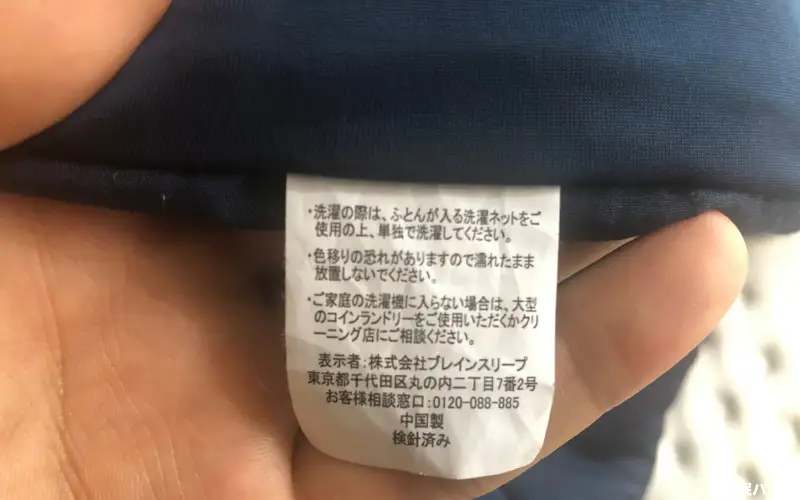 ・洗濯の際は、ふとんが入る洗濯ネットをご
使用の上、単独で洗濯してください。
・色移りの恐れがありますので濡れたまま
放置しないでください。
・ご家庭の洗濯機に入らない場合は、大型
のコインランドリーをご使用いただくかクリ
ーニング店にご相談ください。
表示者:株式会社ブレインスリープ
東京都千代田区丸の内二丁目7番2号
お客様相談窓口:0120-088-885
中国製
検針済み